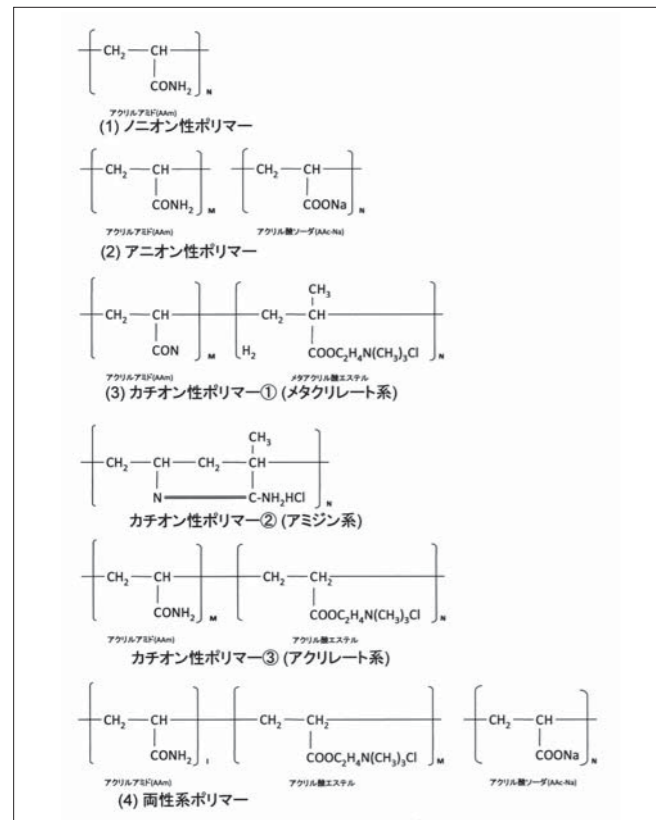 CH₂ CH
CONH₂ N
アクリルアミド(AAm)
(1) ノニオン性ポリマー
CH₂ CH CH₂ CH
CONH₂ M COONa N
アクリルアミド(AAm) アクリル酸ソーダ(AAc-Na)
(2) アニオン性ポリマー
CH₃
CH₂ CH CH₂ CH
CON M H₂ COOC₂H₄N(CH₃)₃Cl N
アクリルアミド(AAm) メタアクリル酸エステル
(3) カチオン性ポリマー① (メタクリレート系)
CH₃
CH₂ CH CH₂ CH
N C-NH₂HCl N
カチオン性ポリマー② (アミジン系)
CH₂ CH CH₂ CH₂
CONH₂ M COOC₂H₄N(CH₃)₃Cl N
アクリルアミド(AAm) アクリル酸エステル
カチオン性ポリマー③ (アクリレート系)
CH₂ CH CH₂ CH₂ CH₂ CH
CONH₂ I COOC₂H₄N(CH₃)₃Cl M COONa N
アクリルアミド(AAm) アクリル酸エステル アクリル酸ソーダ(AAc-Na)
(4) 両性系ポリマー